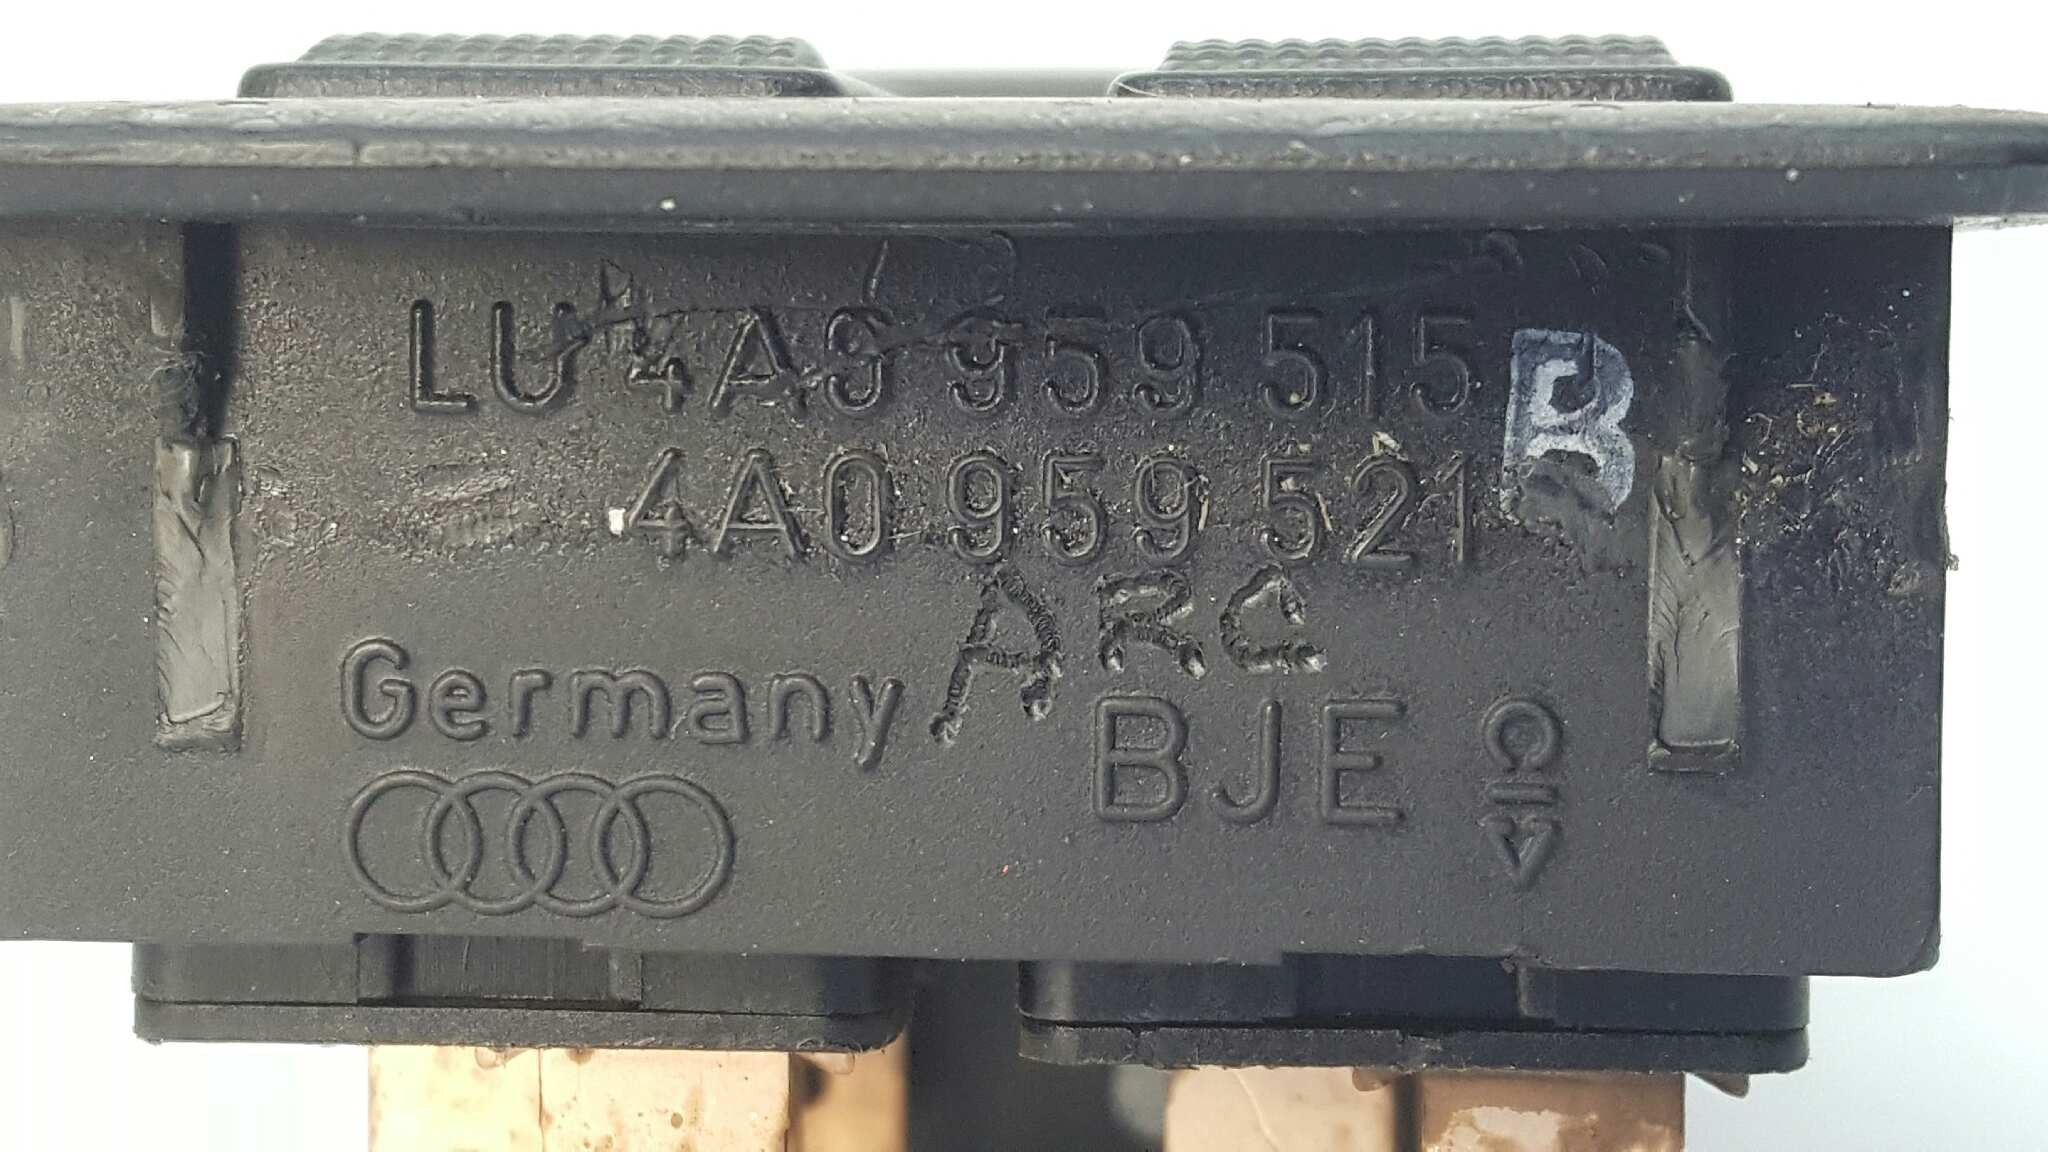 LU 4A0 959 515 B
4A0 959 521
ARC
Germany
BJE